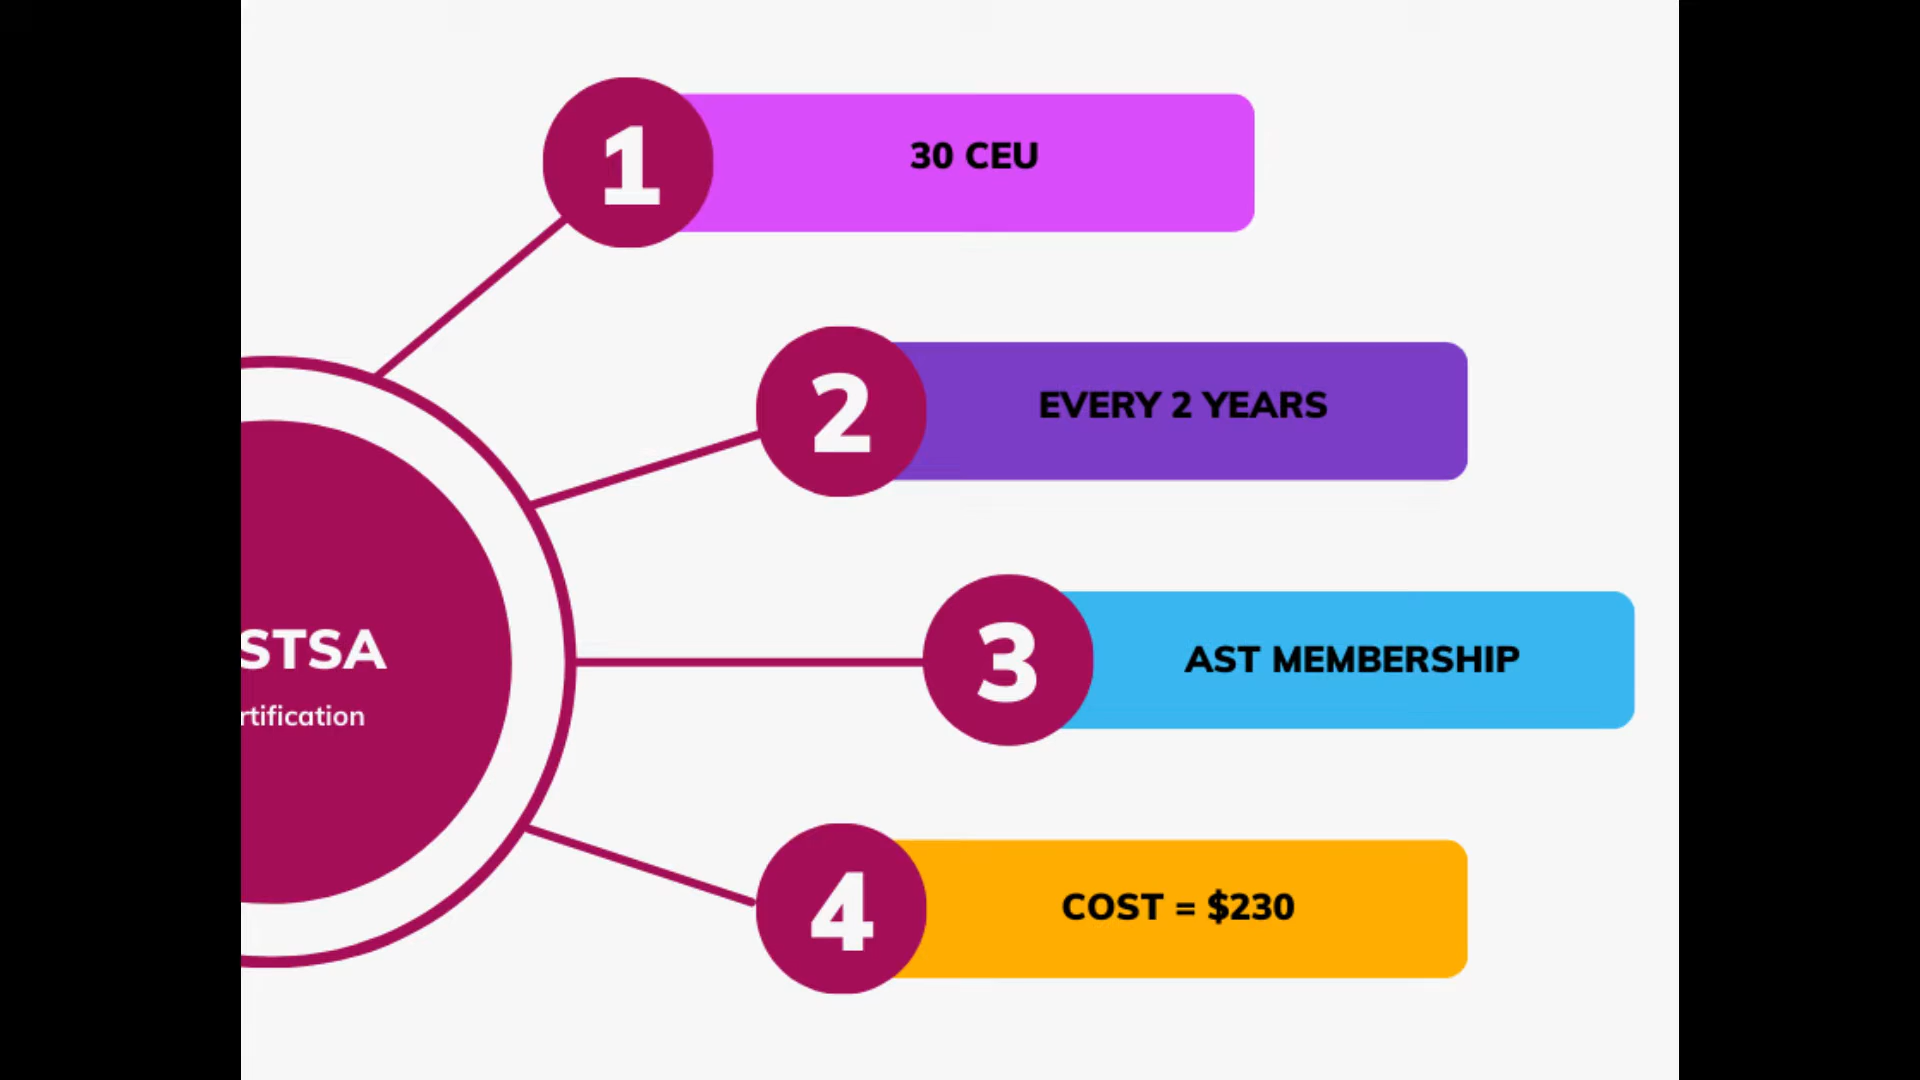 1
30 CEU
2
EVERY 2 YEARS
STSA
rtification
3
AST MEMBERSHIP
4
COST = $230